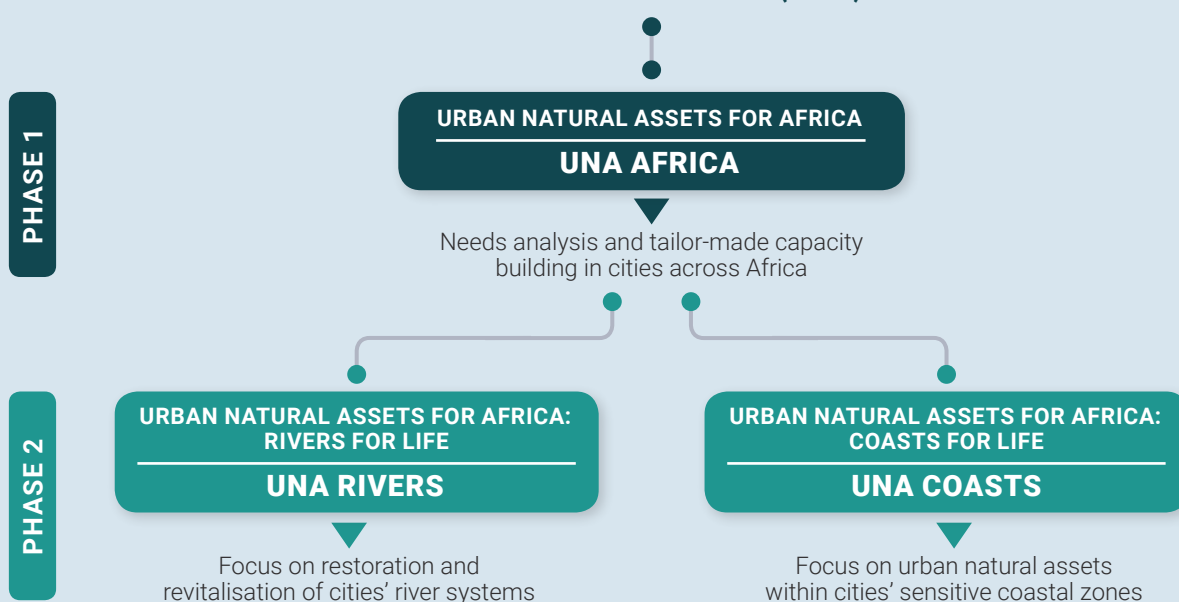 PHASE 1
URBAN NATURAL ASSETS FOR AFRICA
UNA AFRICA
Needs analysis and tailor-made capacity
building in cities across Africa
PHASE 2
URBAN NATURAL ASSETS FOR AFRICA:
RIVERS FOR LIFE
UNA RIVERS
Focus on restoration and
revitalisation of cities’ river systems
URBAN NATURAL ASSETS FOR AFRICA:
COASTS FOR LIFE
UNA COASTS
Focus on urban natural assets
within cities’ sensitive coastal zones